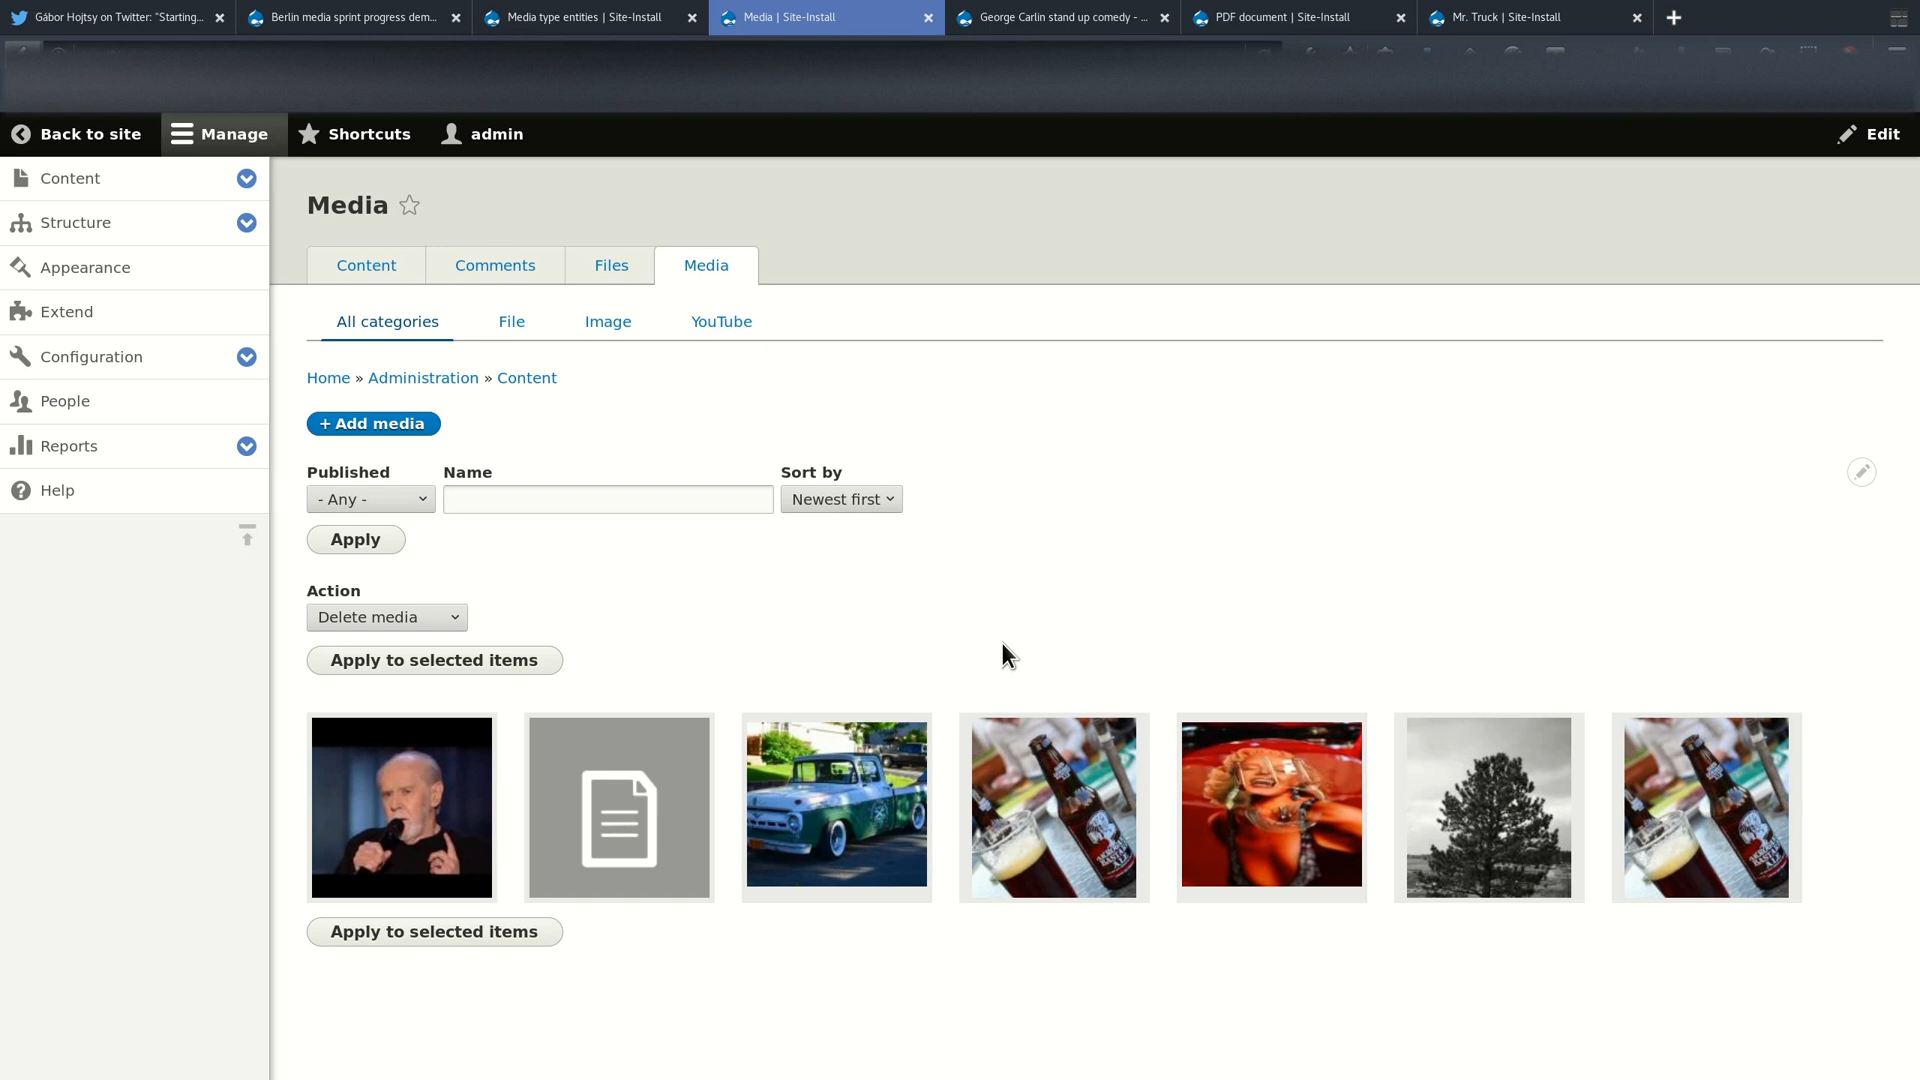 Gábor Hojtsy on Twitter: "Starting...
Berlin media sprint progress dem...
Media type entities | Site-Install
Media | Site-Install
George Carlin stand up comedy - ...
PDF document | Site-Install
Mr. Truck | Site-Install
Back to site
Manage
Shortcuts
admin
Edit
Content
Structure
Appearance
Extend
Configuration
People
Reports
Help
Media
Content Comments Files Media
All categories File Image YouTube
Home » Administration » Content
+ Add media
Published Name Sort by
- Any - Newest first
Apply
Action
Delete media
Apply to selected items
Apply to selected items